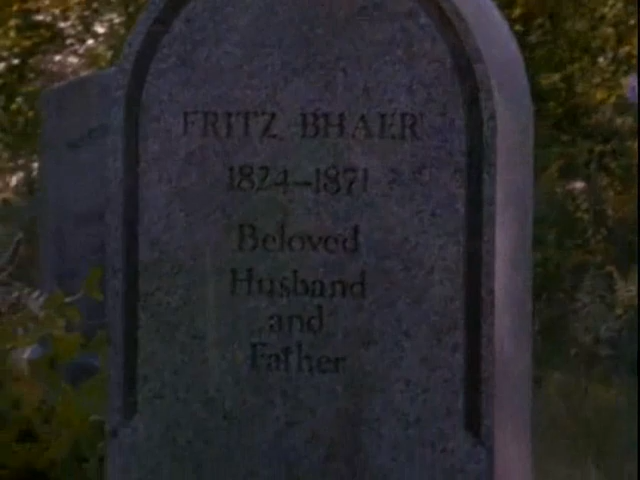 FRITZ BHAER
1824-1871
Beloved
Husband
and
Father